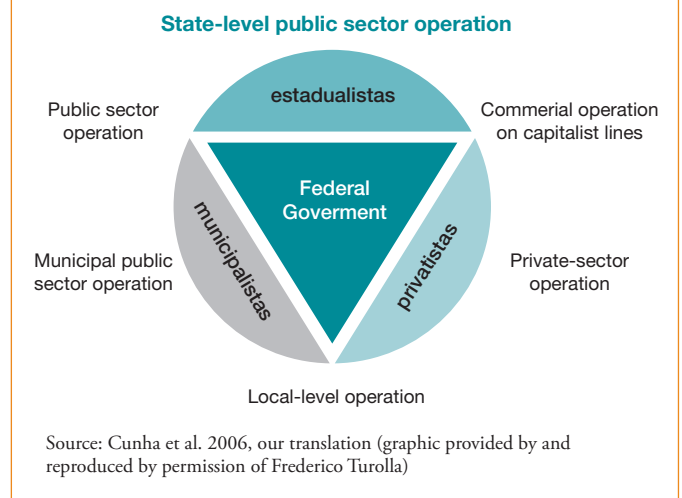 State-level public sector operation
estadualistas
Public sector
operation
Commerial operation
on capitalist lines
Federal
Goverment
municipalistas
privatistas
Municipal public
sector operation
Private-sector
operation
Local-level operation
Source: Cunha et al. 2006, our translation (graphic provided by and
reproduced by permission of Frederico Turolla)